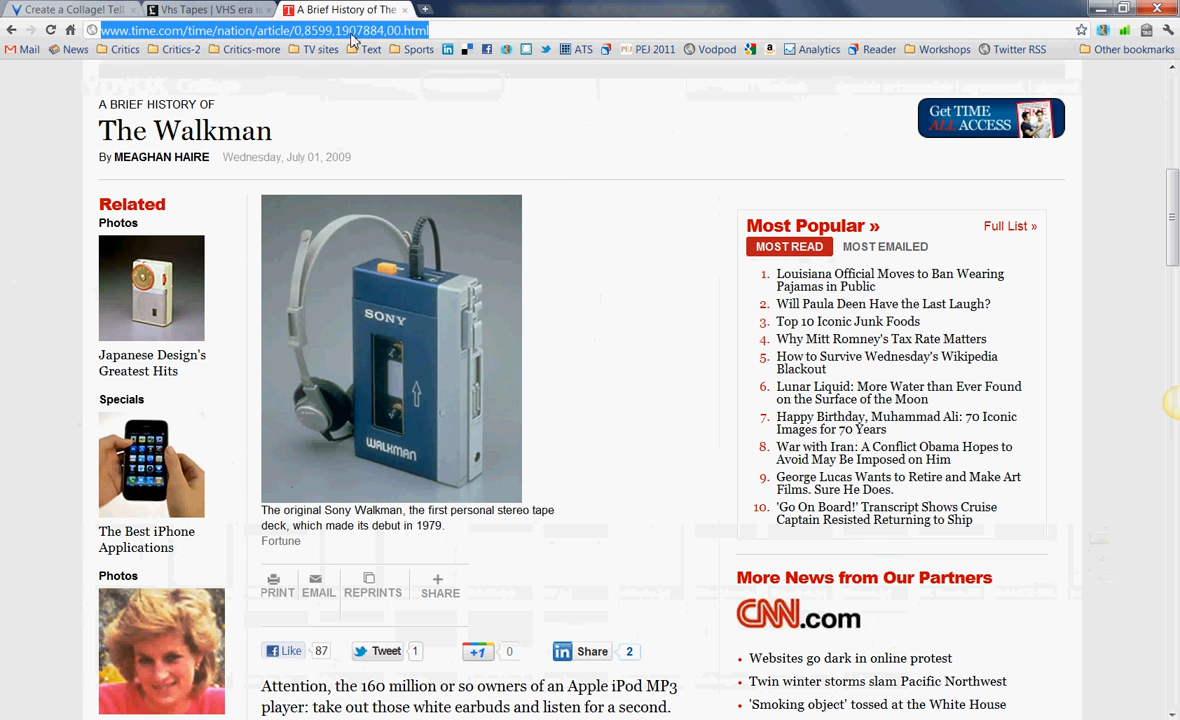 Create a Collage! Tell
Vhs Tapes | VHS era is
A Brief History Of The
www.time.com/time/nation/article/0,8599,1907884,00.html
Mail
News
Critics
Critics-2
Critics-more
TV sites
Text
Sports
ATS
PEJ 2011
Vodpod
Analytics
Reader
Workshops
Twitter RSS
Other bookmarks
A BRIEF HISTORY OF
The Walkman
By MEAGHAN HAIRE Wednesday, July 01, 2009
Get TIME
ALL ACCESS
Related
Photos
Japanese Design's
Greatest Hits
Specials
The Best iPhone
Applications
Photos
SONY
WALKMAN
The original Sony Walkman, the first personal stereo tape
deck, which made its debut in 1979.
Fortune
PRINT EMAIL REPRINTS SHARE
Like 87 Tweet 1 +1 0 Share 2
Attention, the 160 million or so owners of an Apple iPod MP3
player: take out those white earbuds and listen for a second.
Most Popular » Full List »
MOST READ MOST EMAILED
1. Louisiana Official Moves to Ban Wearing
Pajamas in Public
2. Will Paula Deen Have the Last Laugh?
3. Top 10 Iconic Junk Foods
4. Why Mitt Romney's Tax Rate Matters
5. How to Survive Wednesday's Wikipedia
Blackout
6. Lunar Liquid: More Water than Ever Found
on the Surface of the Moon
7. Happy Birthday, Muhammad Ali: 70 Iconic
Images for 70 Years
8. War with Iran: A Conflict Obama Hopes to
Avoid May Be Imposed on Him
9. George Lucas Wants to Retire and Make Art
Films. Sure He Does.
10. 'Go On Board!' Transcript Shows Cruise
Captain Resisted Returning to Ship
More News from Our Partners
CNN.com
• Websites go dark in online protest
• Twin winter storms slam Pacific Northwest
• 'Smoking object' tossed at the White House